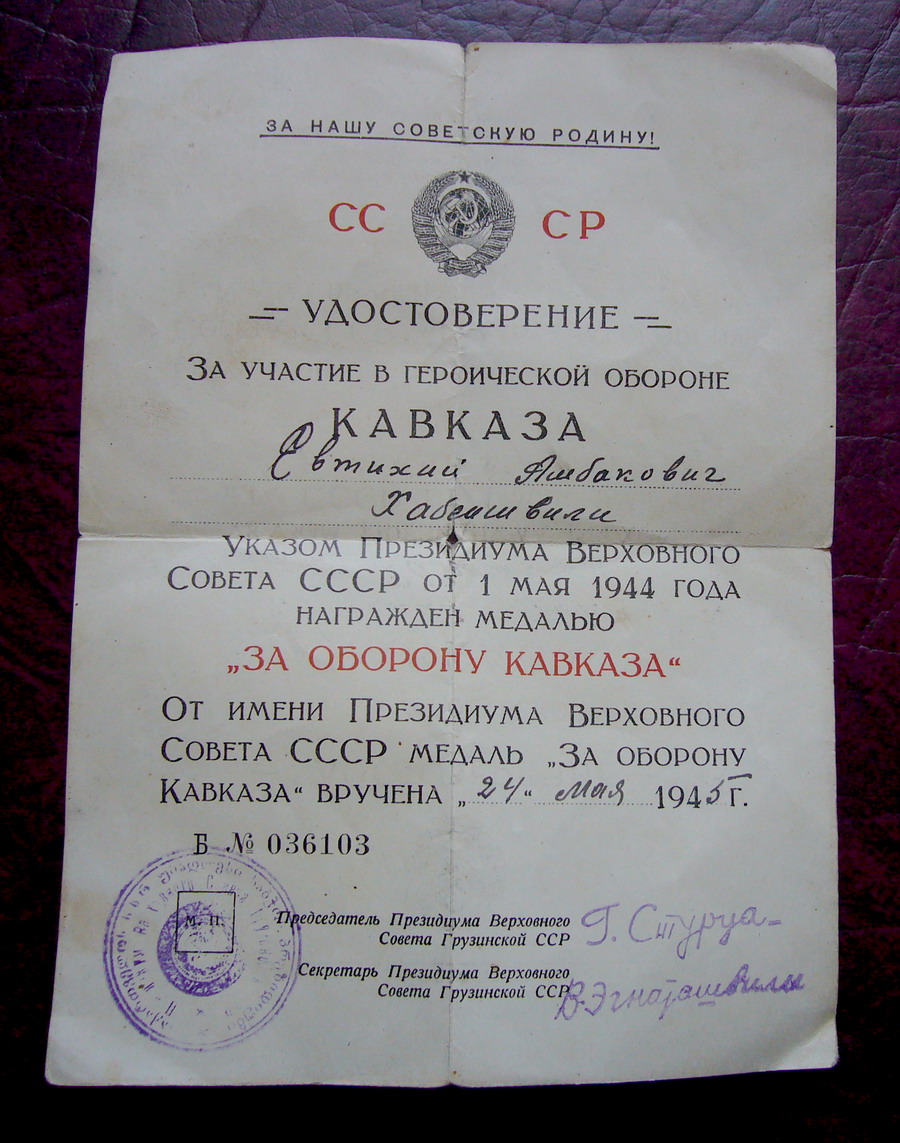 ЗА НАШУ СОВЕТСКУЮ РОДИНУ!
СС СР
УДОСТОВЕРЕНИЕ
ЗА УЧАСТИЕ В ГЕРОИЧЕСКОЙ ОБОРОНЕ
КАВКАЗА
Евтихий Амбакович
УКАЗОМ ПРЕЗИДИУМА ВЕРХОВНОГО
СОВЕТА СССР ОТ 1 МАЯ 1944 ГОДА
НАГРАЖДЕН МЕДАЛЬЮ
„ЗА ОБОРОНУ КАВКАЗА“
ОТ ИМЕНИ ПРЕЗИДИУМА ВЕРХОВНОГО
СОВЕТА СССР МЕДАЛЬ „ЗА ОБОРОНУ
КАВКАЗА“ ВРУЧЕНА „24“ мая 1945 Г.
Б № 036103
М. П.
Председатель Президиума Верховного
Совета Грузинской ССР Г. Стуруа
Секретарь Президиума Верховного
Совета Грузинской ССР В. Эгнаташвили